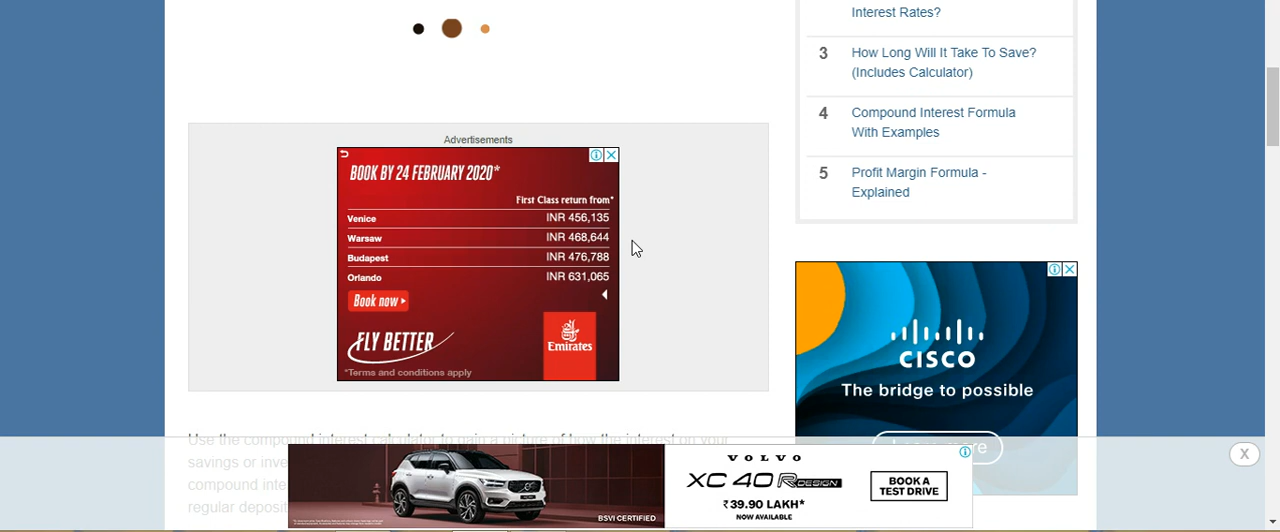 Interest Rates?
3 How Long Will It Take To Save?
(Includes Calculator)
4 Compound Interest Formula
With Examples
5 Profit Margin Formula -
Explained
Advertisements
BOOK BY 24 FEBRUARY 2020*
First Class return from*
Venice INR 456,135
Warsaw INR 468,644
Budapest INR 476,788
Orlando INR 631,065
Book now
FLY BETTER
Emirates
*Terms and conditions apply
CISCO
The bridge to possible
Learn more
Use the compound interest calculator to gain a picture of how the interest on your
savings or inve
compound inte
regular deposit
BSVI CERTIFIED
VOLVO
XC 40 R DESIGN
₹39.90 LAKH*
NOW AVAILABLE
BOOK A
TEST DRIVE
X